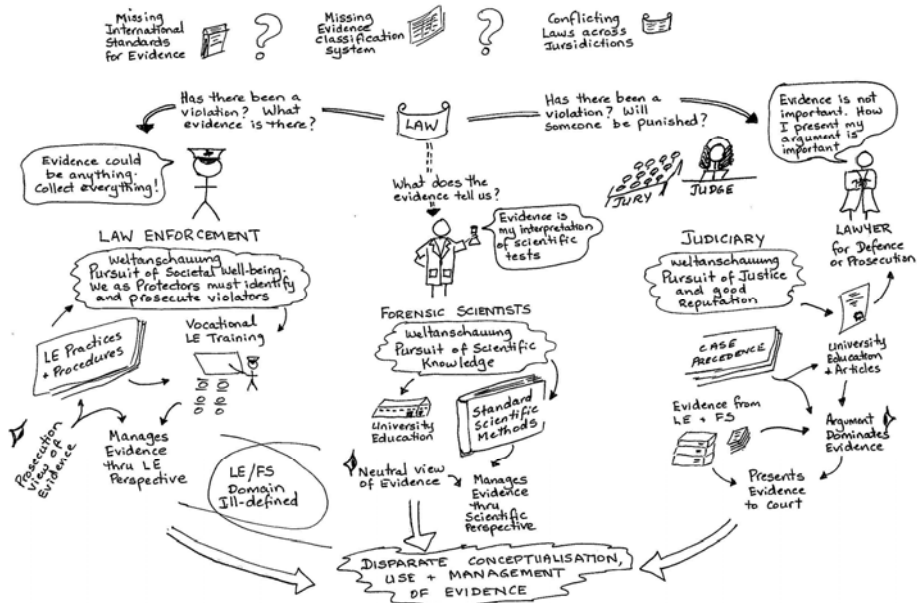 Missing
International
Standards
for Evidence
?
Missing
Evidence
classification
system
?
Conflicting
Laws across
Jursidictions
Has there been a
violation? What
evidence is there?
LAW
Has there been a
violation? Will
someone be punished?
Evidence is not
important. How
I present my
argument is
important
Evidence could
be anything.
Collect everything!
What does the
evidence tell us?
Evidence is
my interpretation
of scientific
tests
JURY
JUDGE
LAWYER
for Defence
or Prosecution
LAW ENFORCEMENT
Weltanschauung
Pursuit of Societal Well-being.
We as Protectors must identify
and prosecute violators
FORENSIC SCIENTISTS
Weltanschauung
Pursuit of Scientific
Knowledge
JUDICIARY
Weltanschauung
Pursuit of Justice
and good
Reputation
LE Practices
+ Procedures
Vocational
LE Training
University
Education
Standard
Scientific
Methods
CASE
PRECEDENCE
University
Education
+ Articles
Prosecution
View of
Evidence
Manages
Evidence
thru LE
Perspective
LE/FS
Domain
Ill-defined
Neutral view
of Evidence
Manages
Evidence
thru
Scientific
Perspective
Evidence from
LE + FS
Argument
Dominates
Evidence
Presents
Evidence
to Court
DISPARATE CONCEPTUALISATION,
USE + MANAGEMENT
OF EVIDENCE